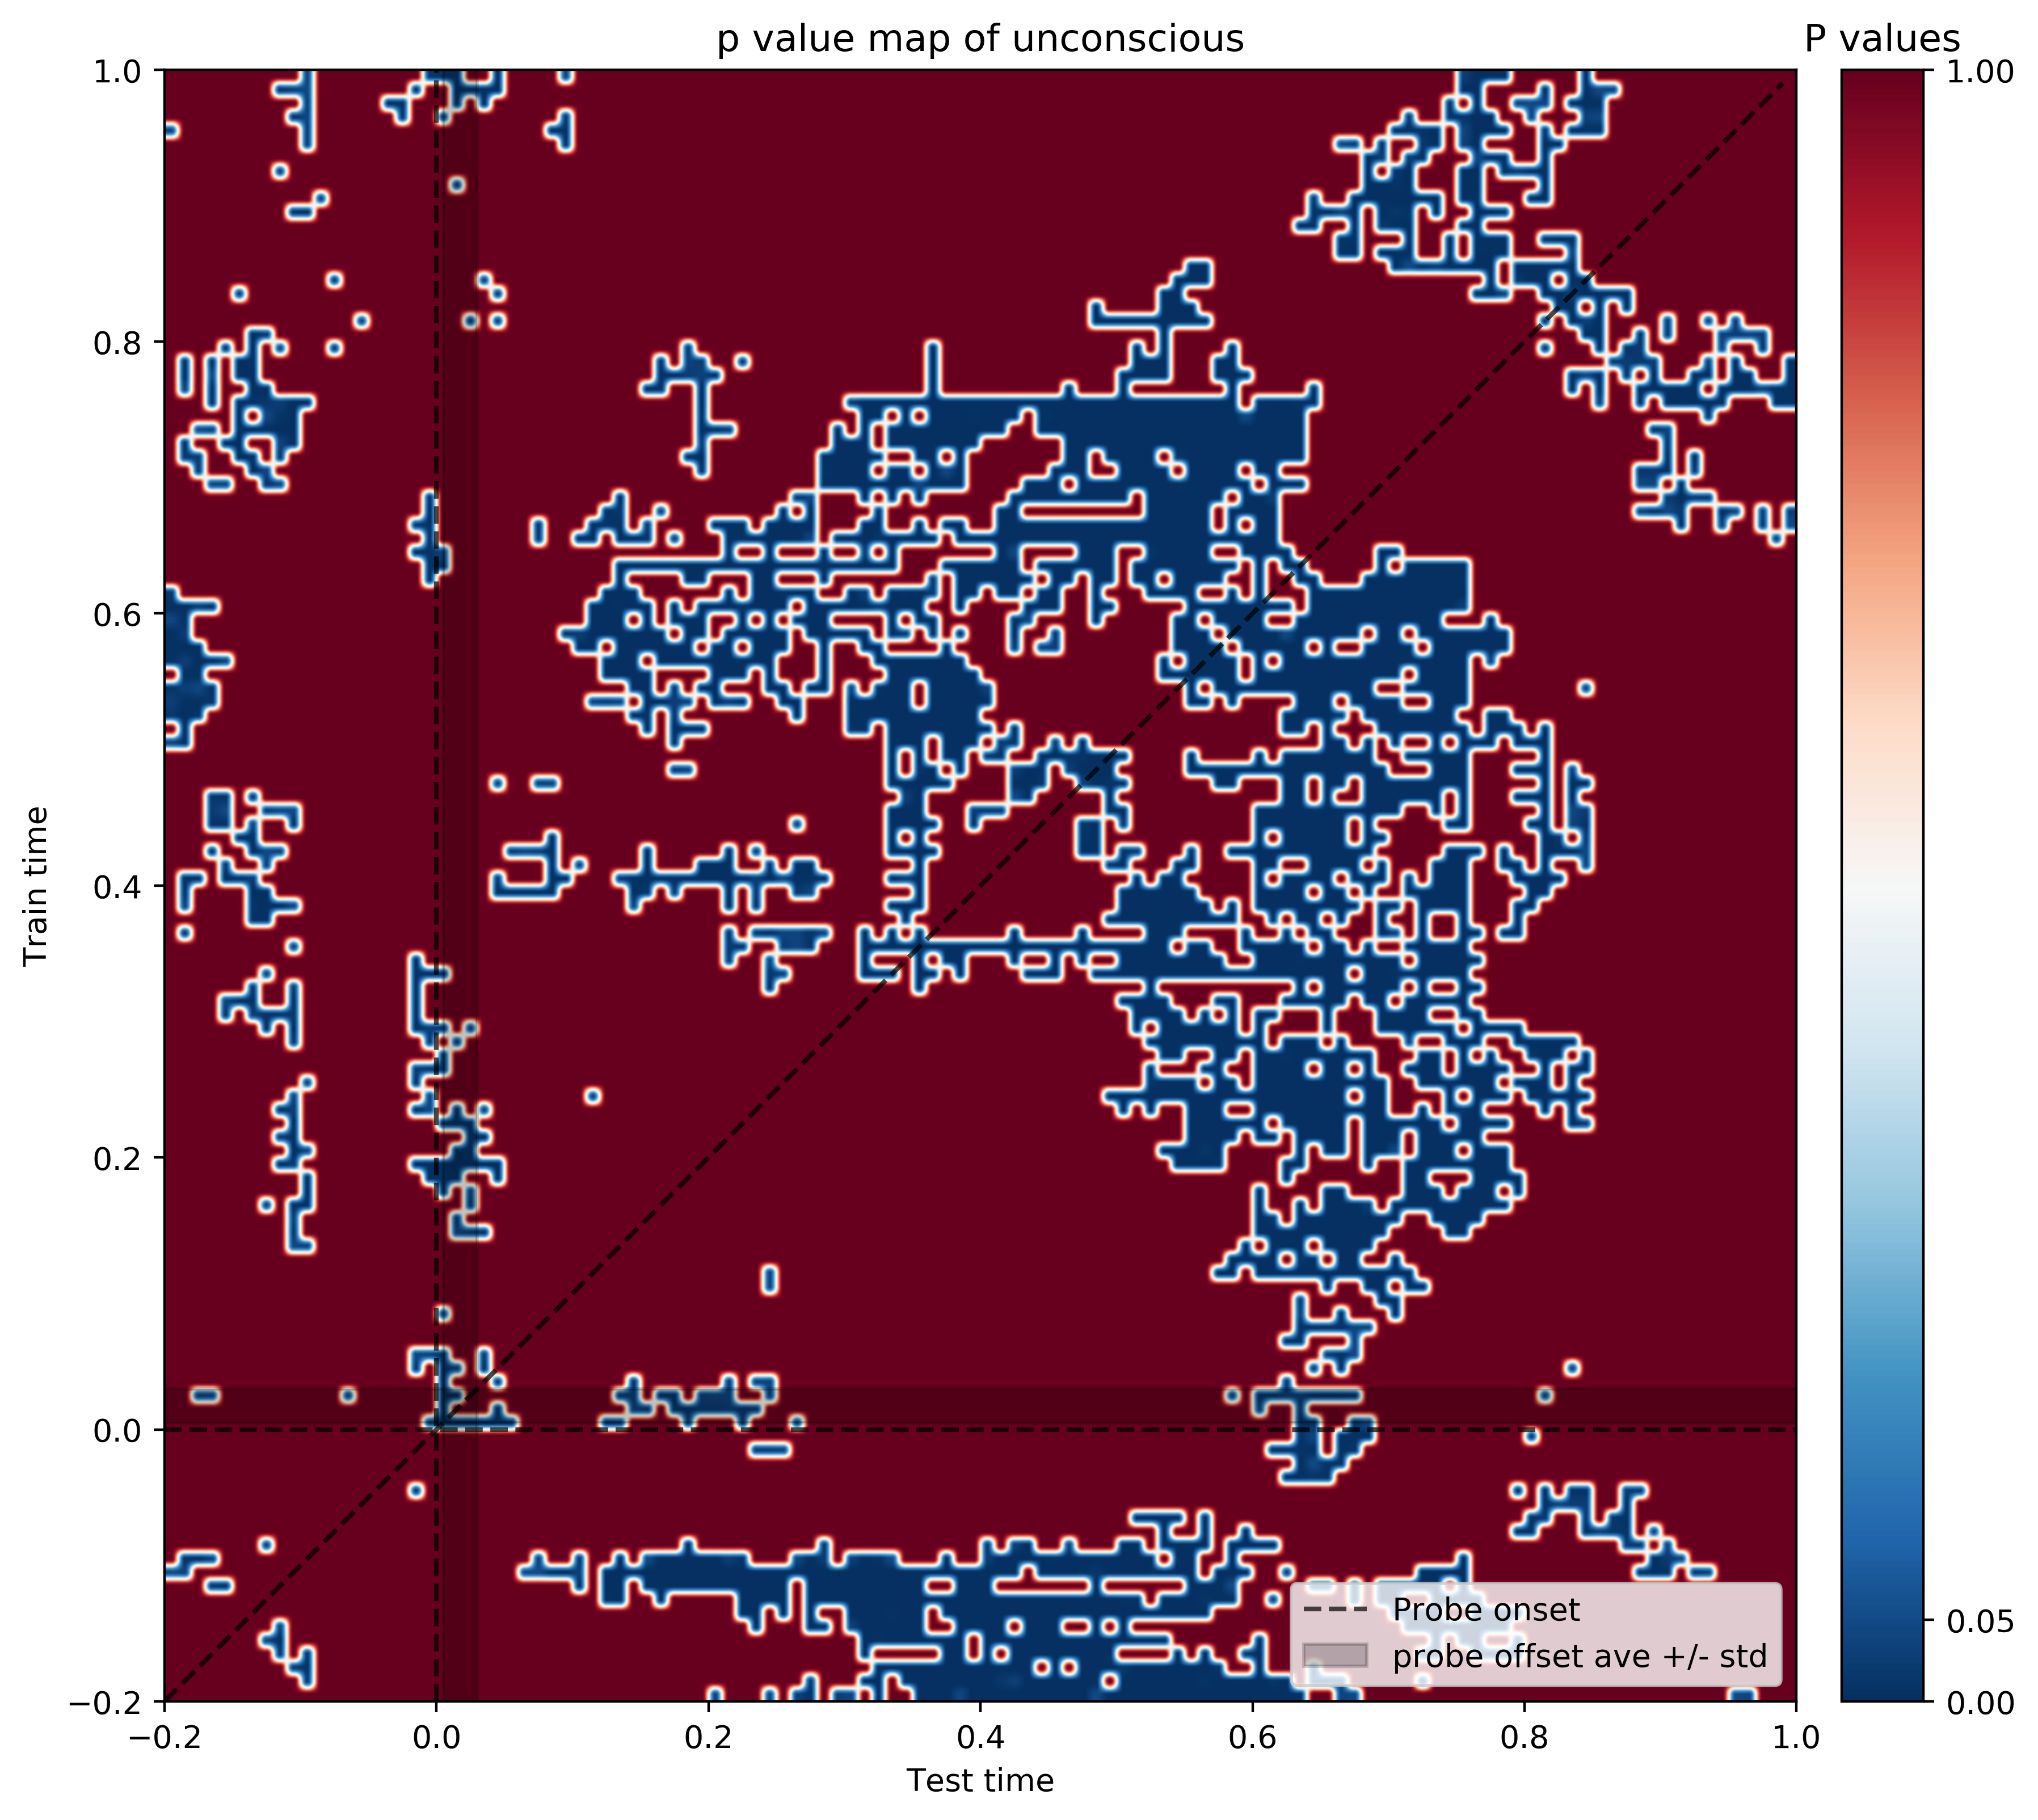 p value map of unconscious
P values
1.0
0.8
0.6
0.4
0.2
0.0
−0.2
Train time
−0.2
0.0
0.2
0.4
0.6
0.8
1.0
Test time
Probe onset
probe offset ave +/- std
1.00
0.05
0.00